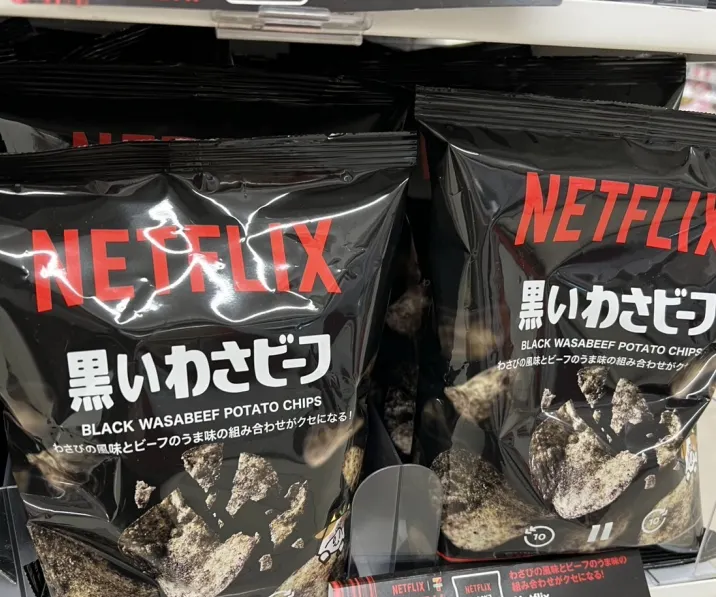 NETFLIX
黒いわさビーフ
BLACK WASABEEF POTATO CHIPS
わさびの風味とビーフのうま味の組み合わせがクセになる!
NETFLIX
黒いわさビーフ
BLACK WASABEEF POTATO CHIPS
わさびの風味とビーフのうま味の組み合わせがク
10
10
NETFLIX
NETFLIX
わさびの風味とビーフのうま味の
組み合わせがクセになる!
Netflix